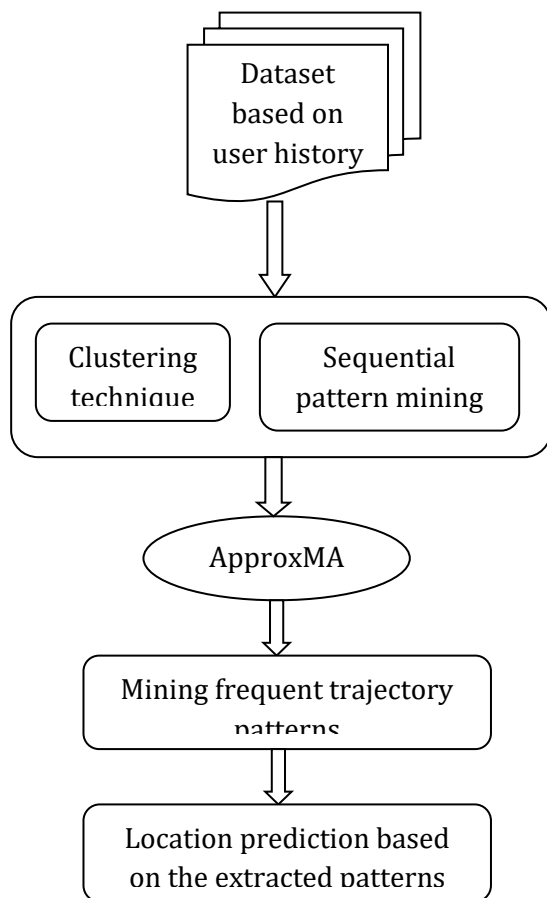 Dataset
based on
user history
Clustering
technique
Sequential
pattern mining
ApproxMA
Mining frequent trajectory
patterns
Location prediction based
on the extracted patterns